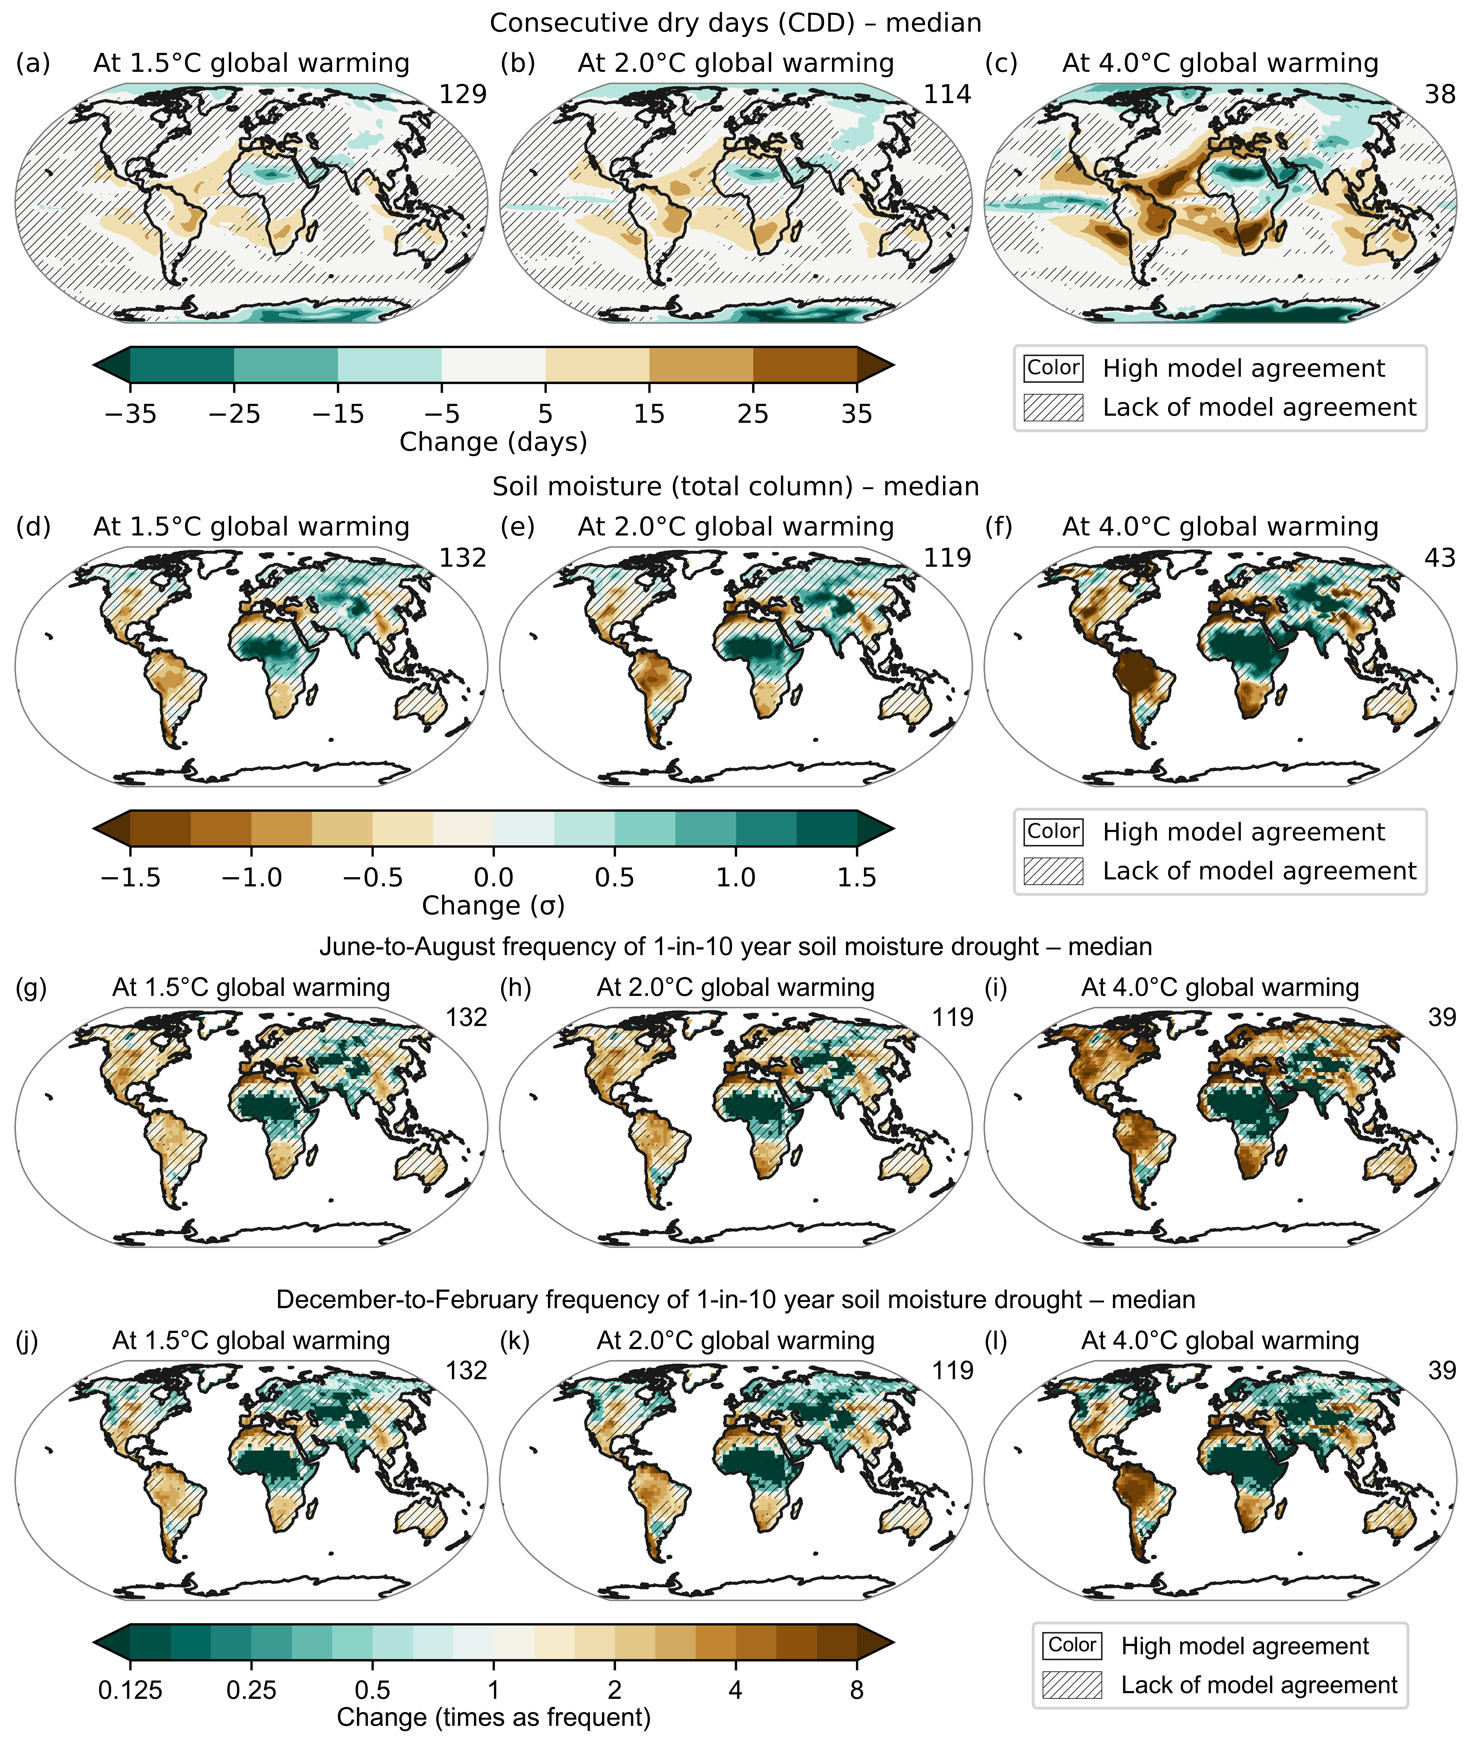 Consecutive dry days (CDD) – median
(a) At 1.5°C global warming 129
(b) At 2.0°C global warming 114
(c) At 4.0°C global warming 38
−35 −25 −15 −5 5 15 25 35
Change (days)
Color High model agreement
Lack of model agreement
Soil moisture (total column) – median
(d) At 1.5°C global warming 132
(e) At 2.0°C global warming 119
(f) At 4.0°C global warming 43
−1.5 −1.0 −0.5 0.0 0.5 1.0 1.5
Change (σ)
Color High model agreement
Lack of model agreement
June-to-August frequency of 1-in-10 year soil moisture drought – median
(g) At 1.5°C global warming 132
(h) At 2.0°C global warming 119
(i) At 4.0°C global warming 39
December-to-February frequency of 1-in-10 year soil moisture drought – median
(j) At 1.5°C global warming 132
(k) At 2.0°C global warming 119
(l) At 4.0°C global warming 39
0.125 0.25 0.5 1 2 4 8
Change (times as frequent)
Color High model agreement
Lack of model agreement